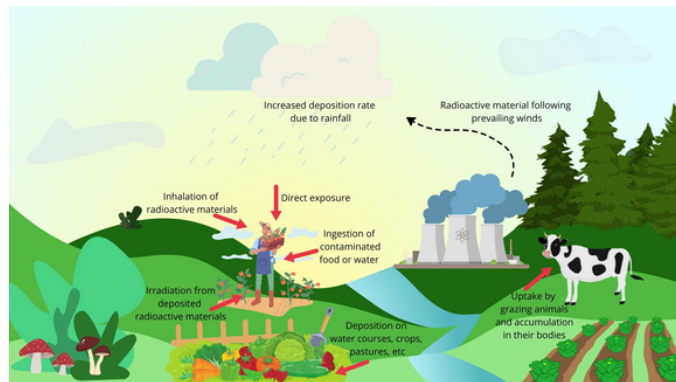 Increased deposition rate
due to rainfall
Radioactive material following
prevailing winds
Inhalation of
radioactive materials
Direct exposure
Ingestion of
contaminated
food or water
Irradiation from
deposited
radioactive materials
Uptake by
grazing animals
and accumulation
in their bodies
Deposition on
water courses, crops,
pastures, etc